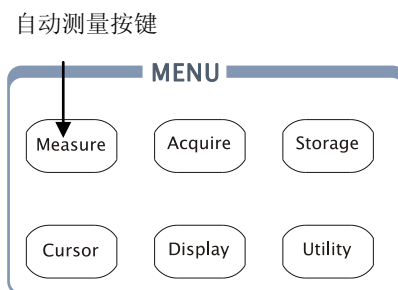 自动测量按键
MENU
Measure Acquire Storage
Cursor Display Utility